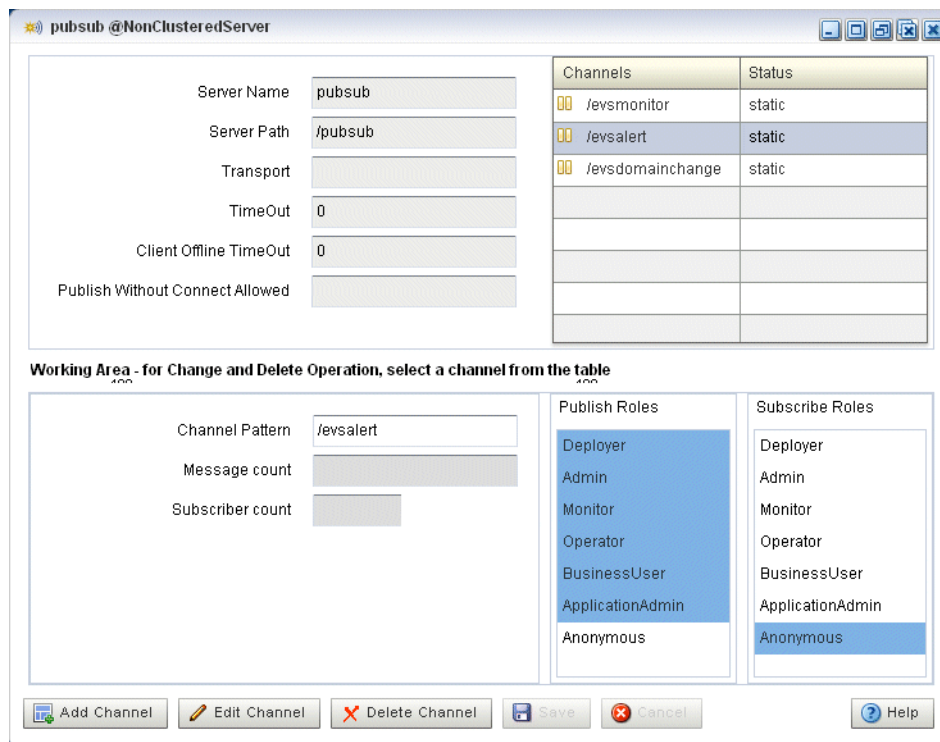 pubsub @NonClusteredServer
Server Name pubsub
Server Path /pubsub
Transport
TimeOut 0
Client Offline TimeOut 0
Publish Without Connect Allowed
Channels Status
/evsmonitor static
/evsalert static
/evsdomainchange static
Working Area - for Change and Delete Operation, select a channel from the table
Channel Pattern /evsalert
Message count
Subscriber count
Publish Roles
Deployer
Admin
Monitor
Operator
BusinessUser
ApplicationAdmin
Anonymous
Subscribe Roles
Deployer
Admin
Monitor
Operator
BusinessUser
ApplicationAdmin
Anonymous
Add Channel Edit Channel Delete Channel Save Cancel Help